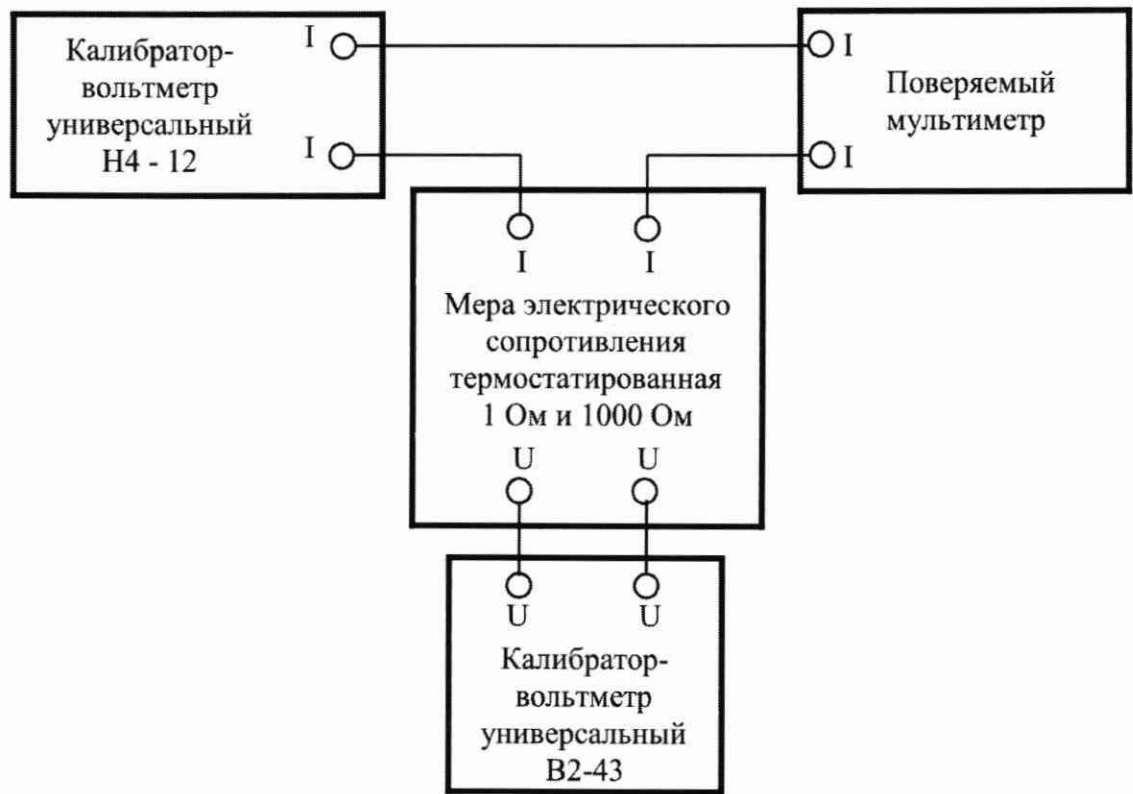 Калибратор-
вольтметр
универсальный
Н4 - 12
I
I
I
I
Поверяемый
мультиметр
I
I
Мера электрического
сопротивления
термостатированная
1 Ом и 1000 Ом
U
U
U
U
Калибратор-
вольтметр
универсальный
В2-43